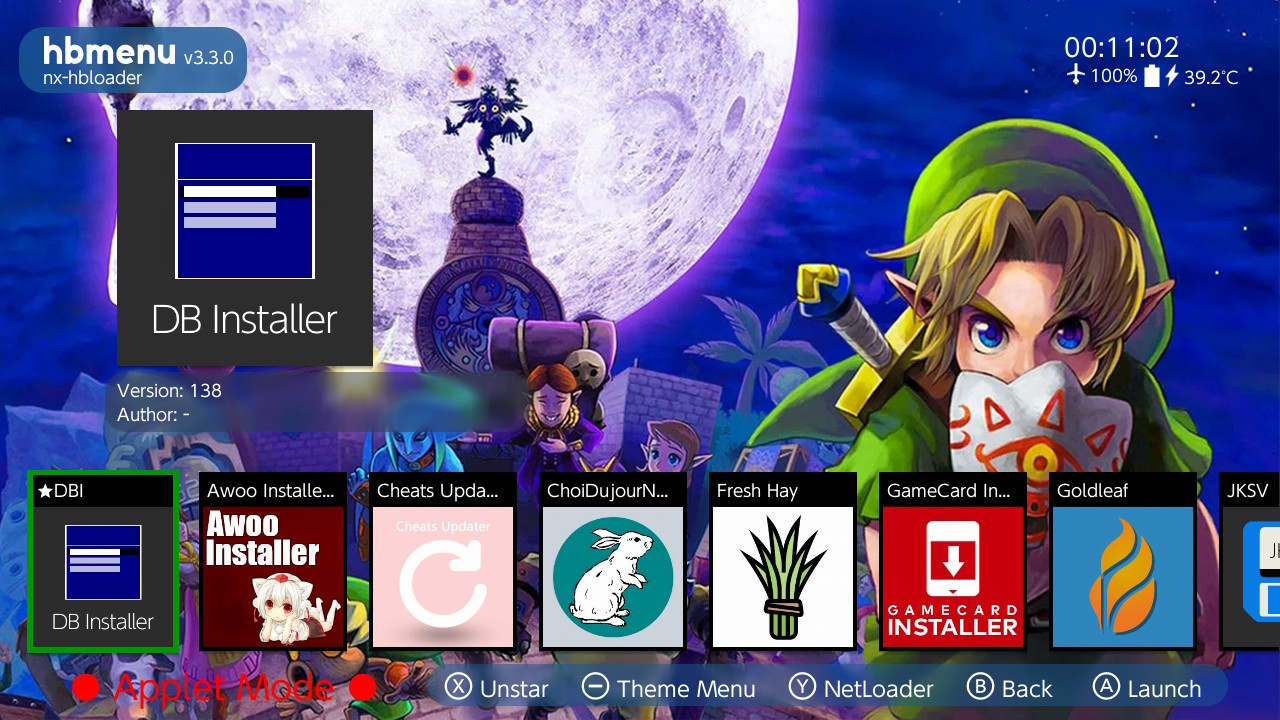 hbmenu v3.3.0
nx-hbloader
00:11:02
100% 39.2°C
DB Installer
Version: 138
Author: -
★DBI
DB Installer
Awoo Installe...
Awoo
Installer
Cheats Upda...
Cheats Updater
ChoiDujourN...
Fresh Hay
GameCard In...
GAMECARD
INSTALLER
Goldleaf
JKSV
Applet Mode
X Unstar
− Theme Menu
Y NetLoader
B Back
A Launch